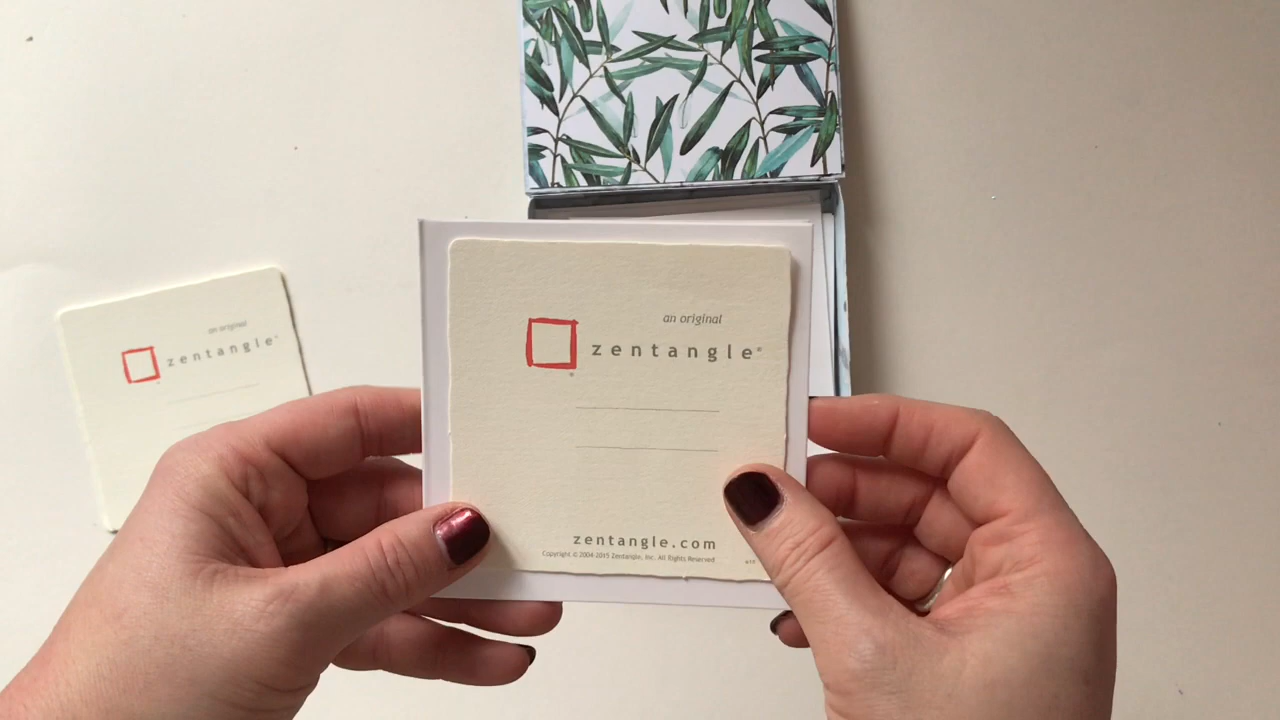 an original
zentangle®
an original
zentangle®
zentangle.com
Copyright © 2004-2015 Zentangle, Inc. All Rights Reserved